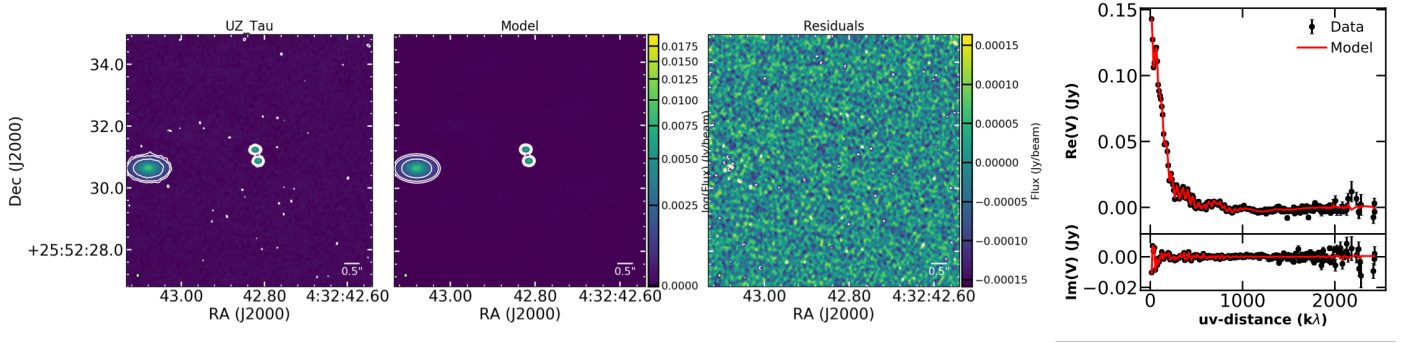 UZ_Tau
Dec (J2000)
34.0
32.0
30.0
+25:52:28.0
0.5"
43.00
42.80
4:32:42.60
RA (J2000)
Model
0.5"
43.00
42.80
4:32:42.60
RA (J2000)
0.0175
0.0150
0.0125
0.0100
0.0075
0.0050
0.0025
0.0000
log(Flux) (Jy/beam)
Residuals
0.5"
43.00
42.80
4:32:42.60
RA (J2000)
0.00015
0.00010
0.00005
0.00000
−0.00005
−0.00010
−0.00015
Flux (Jy/beam)
Re(V) (Jy)
0.15
0.10
0.05
0.00
Data
Model
Im(V) (Jy)
0.00
−0.02
0
1000
2000
uv-distance (kλ)